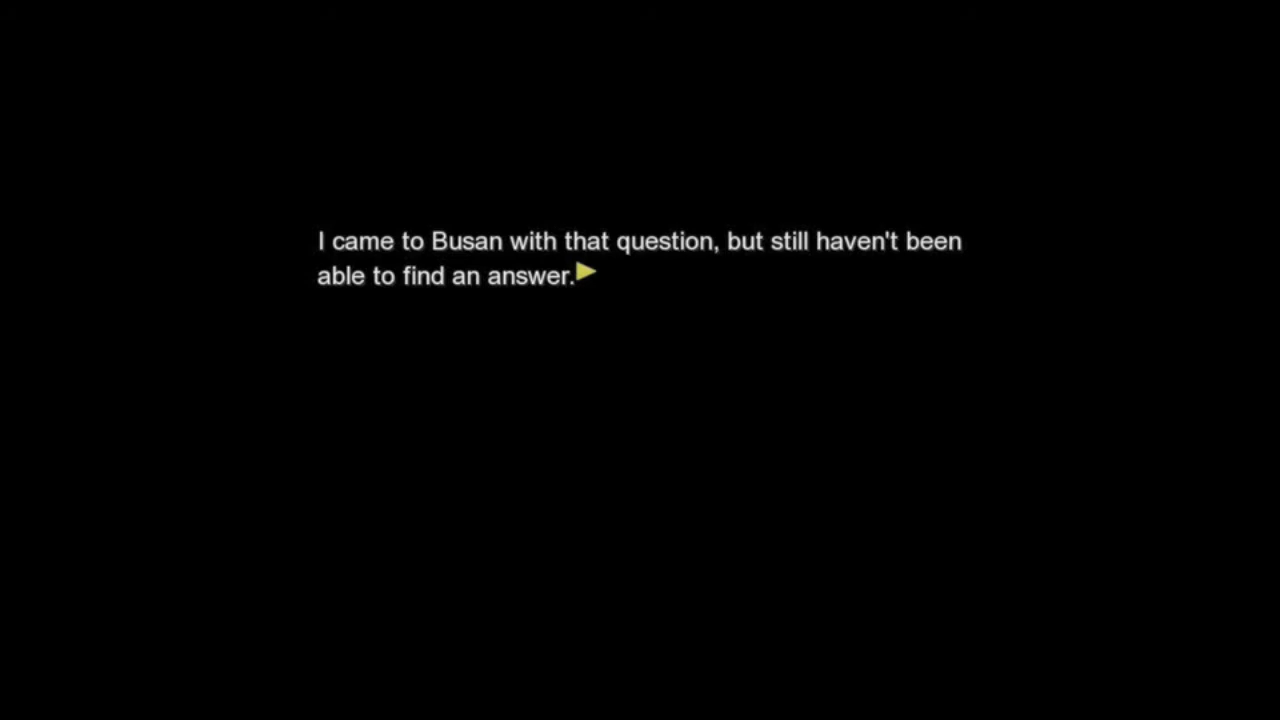 I came to Busan with that question, but still haven't been
able to find an answer.